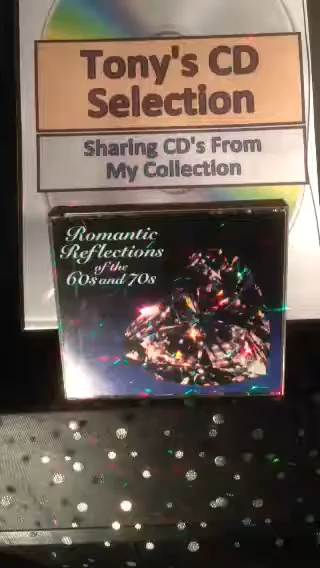 Tony's CD
Selection
Sharing CD's From
My Collection
Romantic
Reflections
of the
60s and 70s